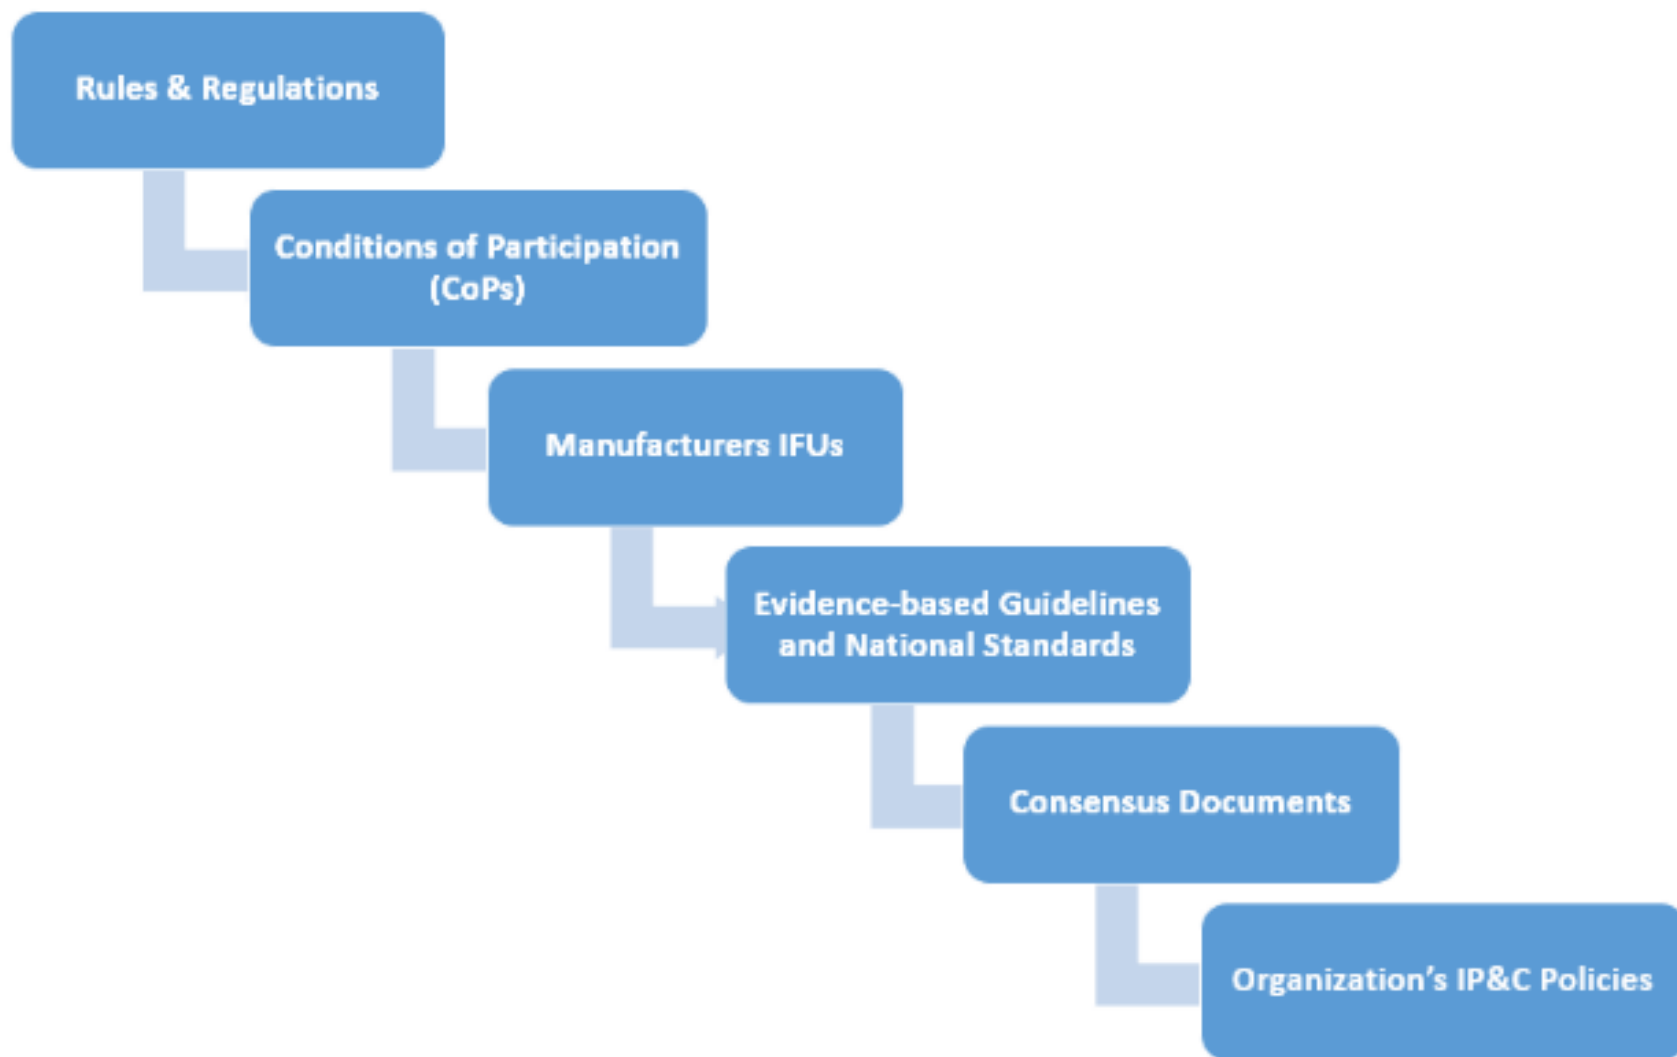 Rules & Regulations
Conditions of Participation
(CoPs)
Manufacturers IFUs
Evidence-based Guidelines
and National Standards
Consensus Documents
Organization's IP&C Policies